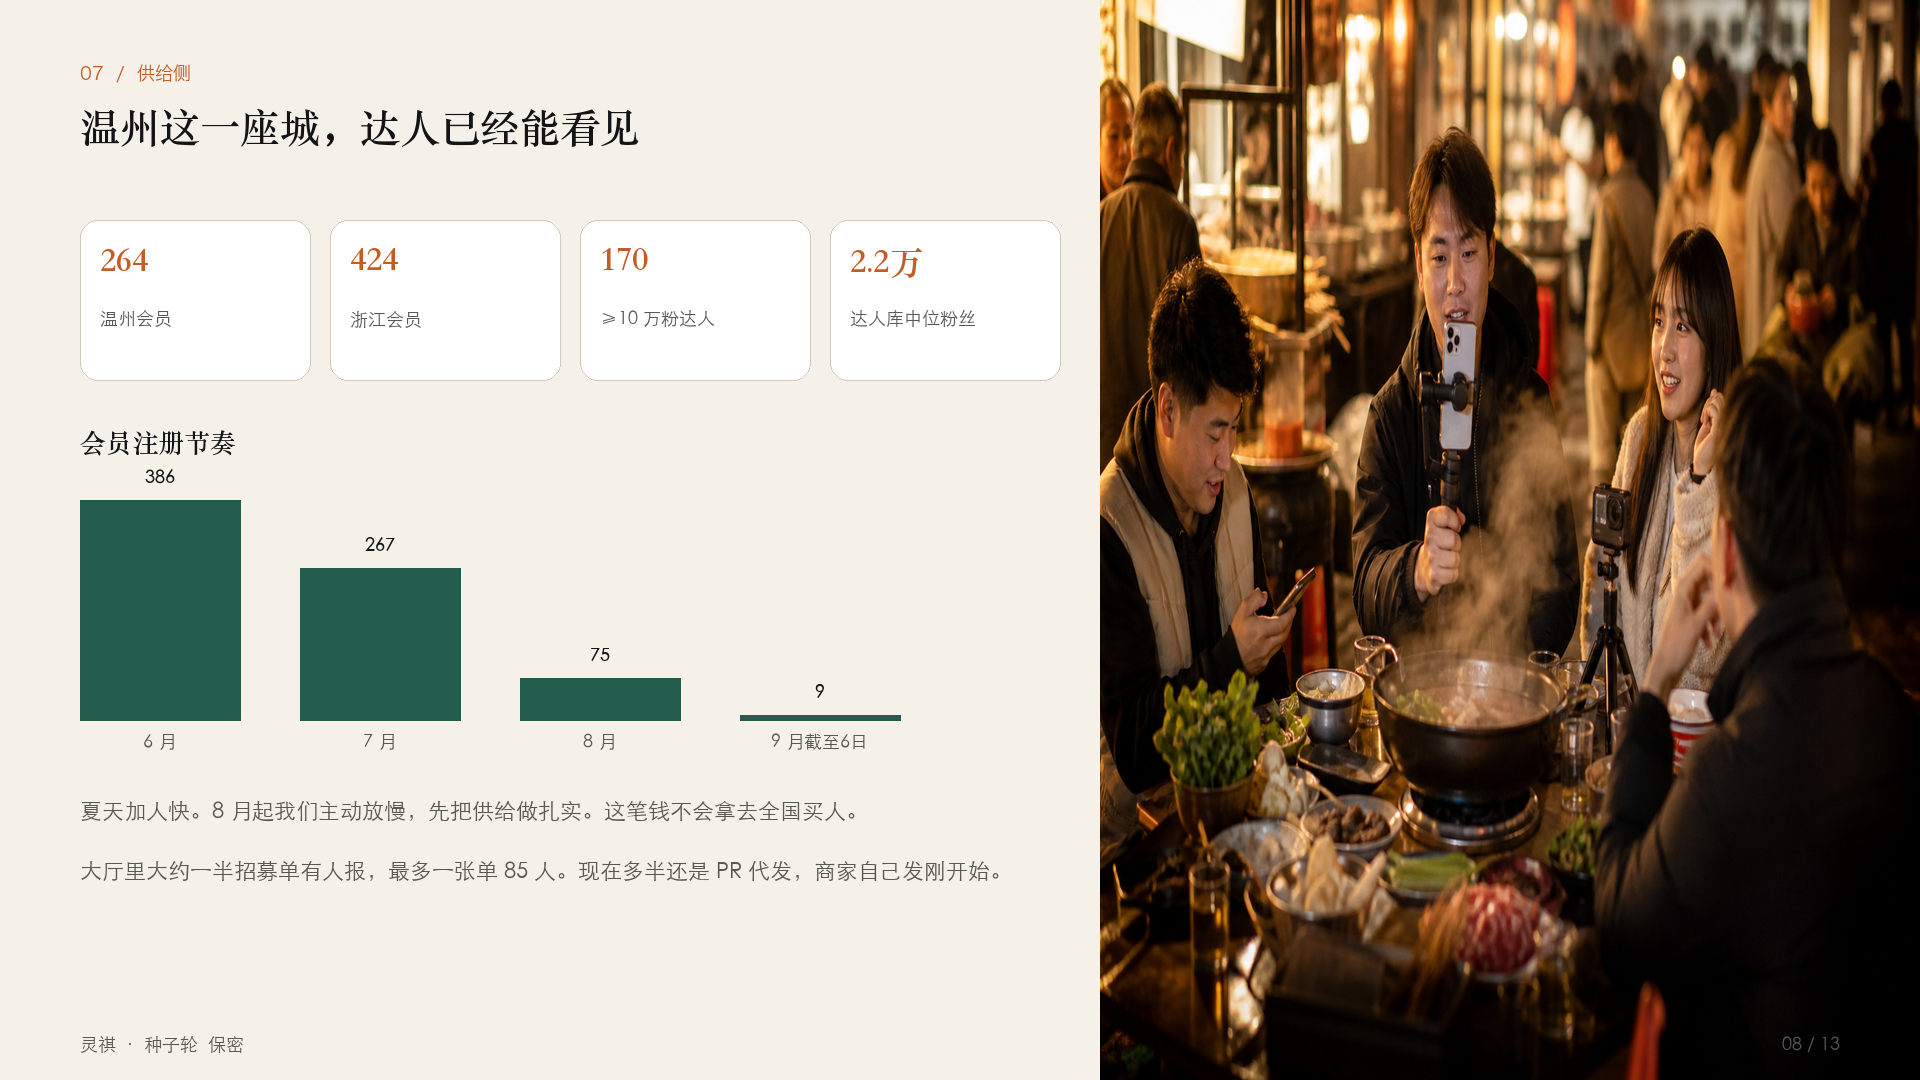 07 / 供给侧
温州这一座城，达人已经能看见
264
温州会员
424
浙江会员
170
≥10 万粉达人
2.2万
达人库中位粉丝
会员注册节奏
386
267
75
9
6 月
7 月
8 月
9 月截至6日
夏天加人快。8 月起我们主动放慢，先把供给做扎实。这笔钱不会拿去全国买人。
大厅里大约一半招募单有人报，最多一张单 85 人。现在多半还是 PR 代发，商家自己发刚开始。
灵祺 · 种子轮 保密
08 / 13